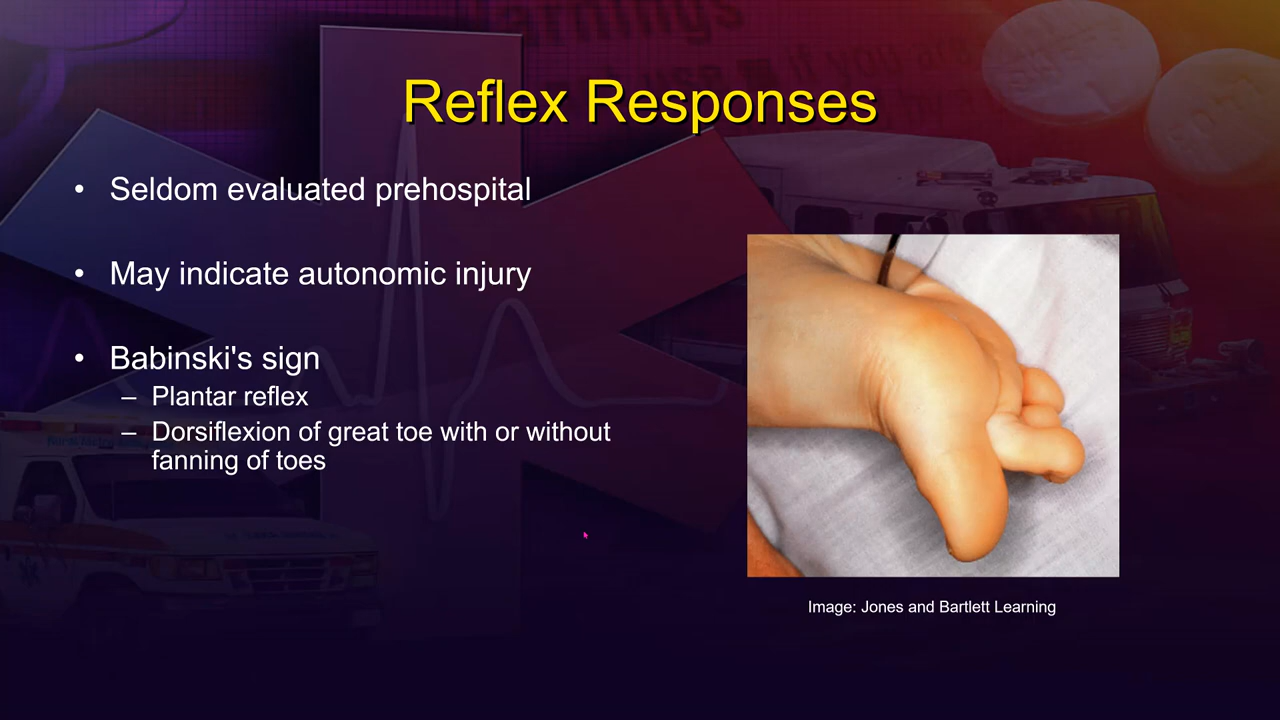 Reflex Responses
• Seldom evaluated prehospital
• May indicate autonomic injury
• Babinski's sign
– Plantar reflex
– Dorsiflexion of great toe with or without
fanning of toes
Image: Jones and Bartlett Learning